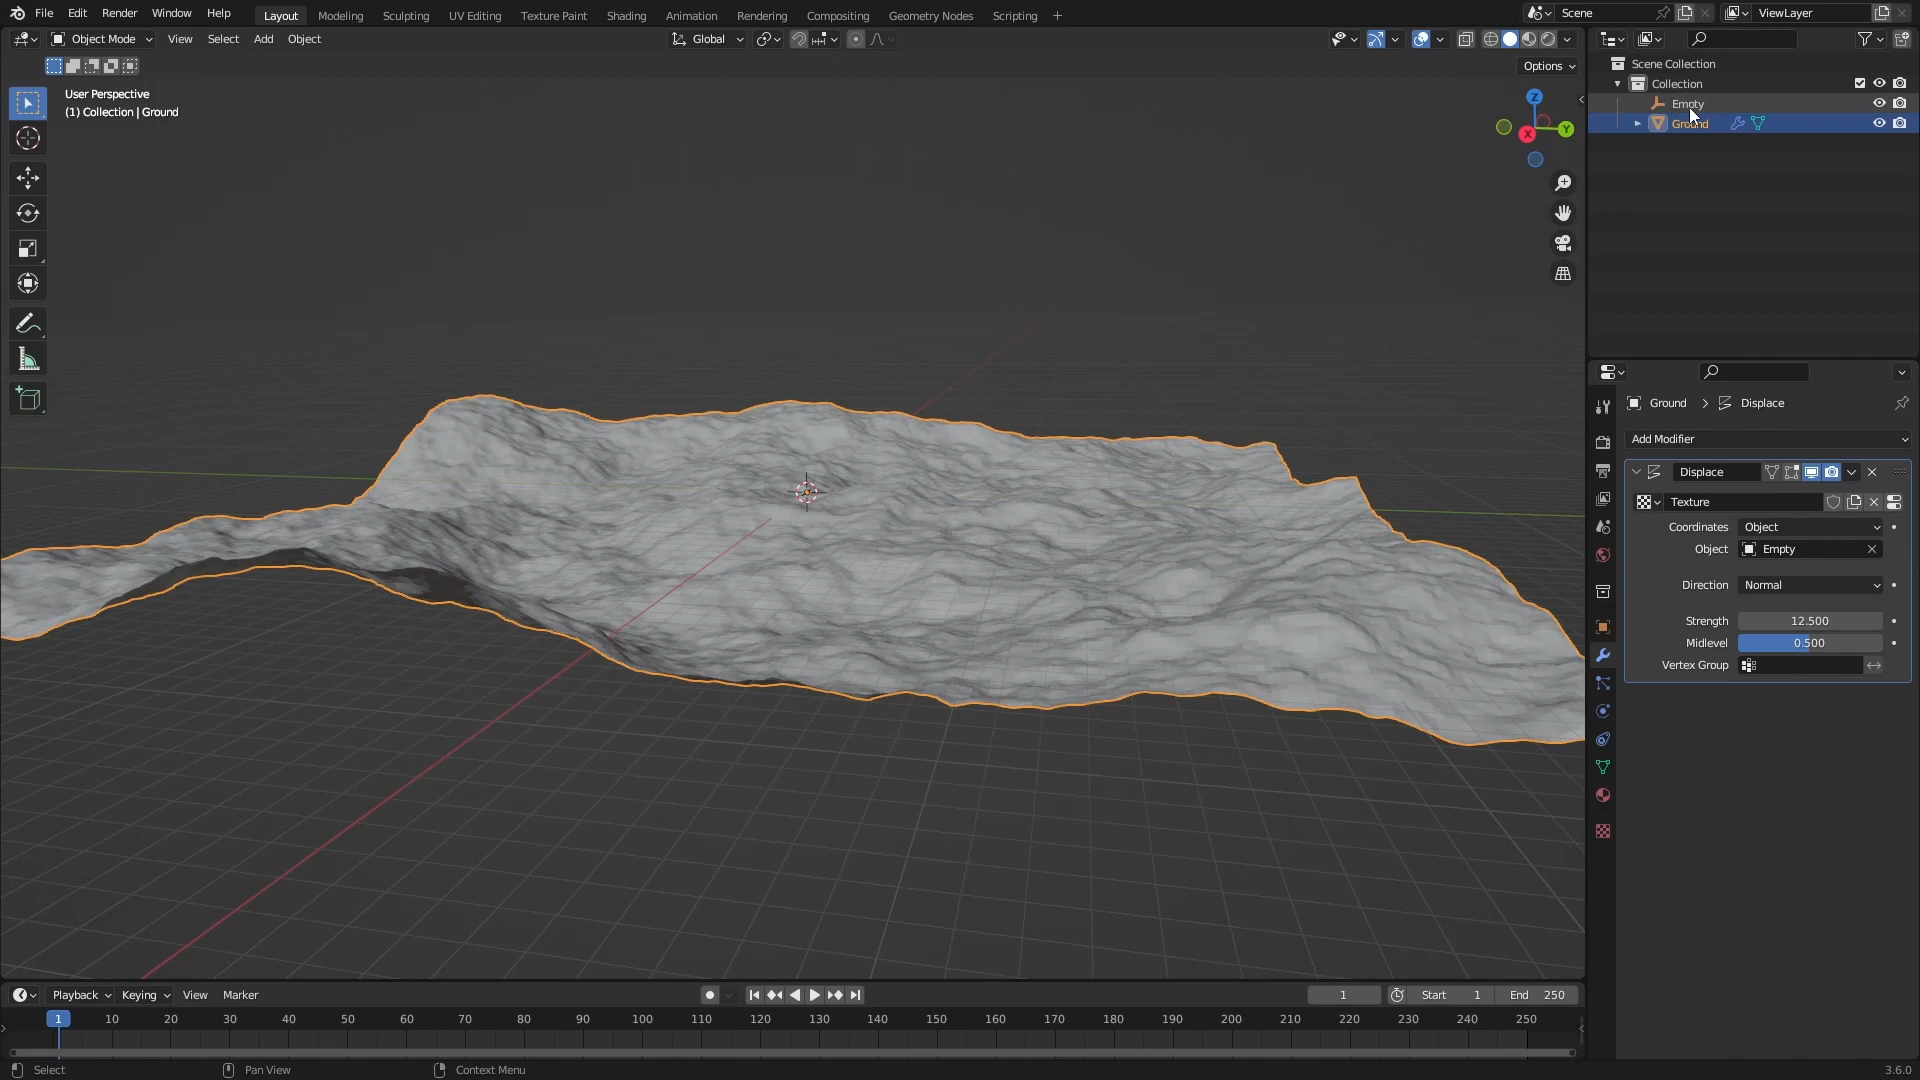 File Edit Render Window Help Layout Modeling Sculpting UV Editing Texture Paint Shading Animation Rendering Compositing Geometry Nodes Scripting + Scene ViewLayer
Object Mode View Select Add Object Global
Options
User Perspective
(1) Collection | Ground
Z
Y
X
Scene Collection
Collection
Empty
Ground
Ground > Displace
Add Modifier
Displace
Texture
Coordinates Object
Object Empty
Direction Normal
Strength 12.500
Midlevel 0.500
Vertex Group
Playback Keying View Marker 1 Start 1 End 250
1 10 20 30 40 50 60 70 80 90 100 110 120 130 140 150 160 170 180 190 200 210 220 230 240 250
Select Pan View Context Menu 3.6.0